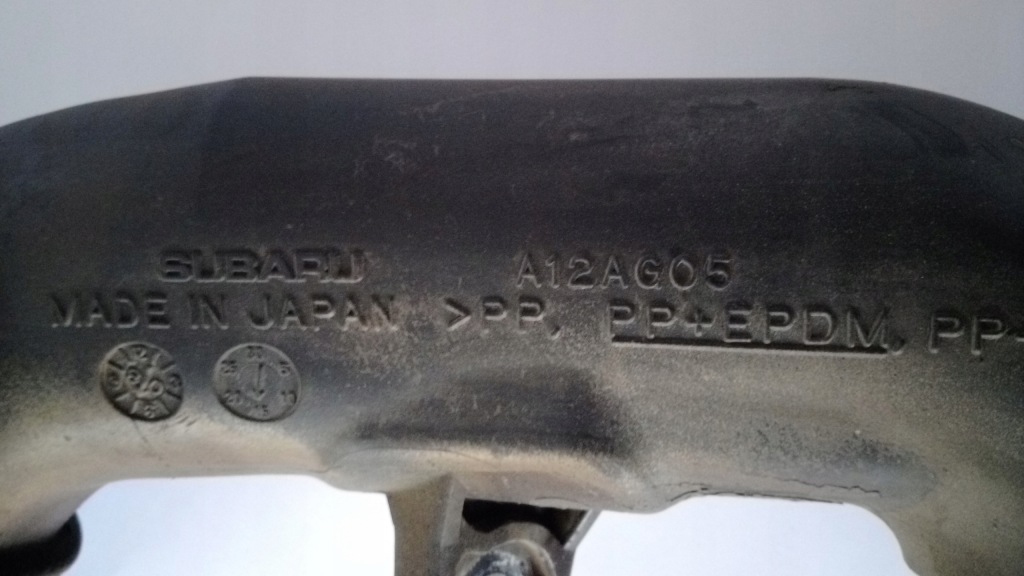 SUBARU
A12AG05
MADE IN JAPAN
>PP, PP+EPDM, PP-